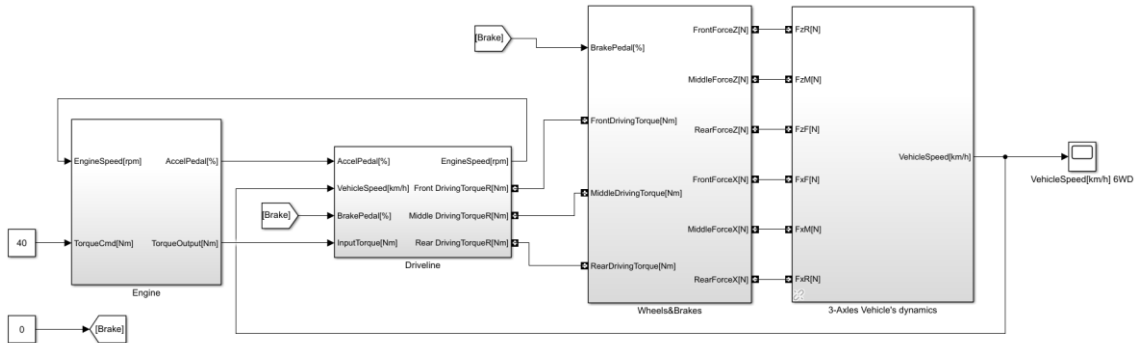 [Brake]
BrakePedal[%]
FrontDrivingTorque[Nm]
MiddleDrivingTorque[Nm]
RearDrivingTorque[Nm]
FrontForceZ[N]
MiddleForceZ[N]
RearForceZ[N]
FrontForceX[N]
MiddleForceX[N]
RearForceX[N]
Wheels&Brakes
FzR[N]
FzM[N]
FzF[N]
FxF[N]
FxM[N]
FxR[N]
VehicleSpeed[km/h]
3-Axles Vehicle's dynamics
VehicleSpeed[km/h] 6WD
40
EngineSpeed[rpm]
TorqueCmd[Nm]
AccelPedal[%]
TorqueOutput[Nm]
Engine
[Brake]
AccelPedal[%]
VehicleSpeed[km/h]
BrakePedal[%]
InputTorque[Nm]
EngineSpeed[rpm]
Front DrivingTorqueR[Nm]
Middle DrivingTorqueR[Nm]
Rear DrivingTorqueR[Nm]
Driveline
0
[Brake]